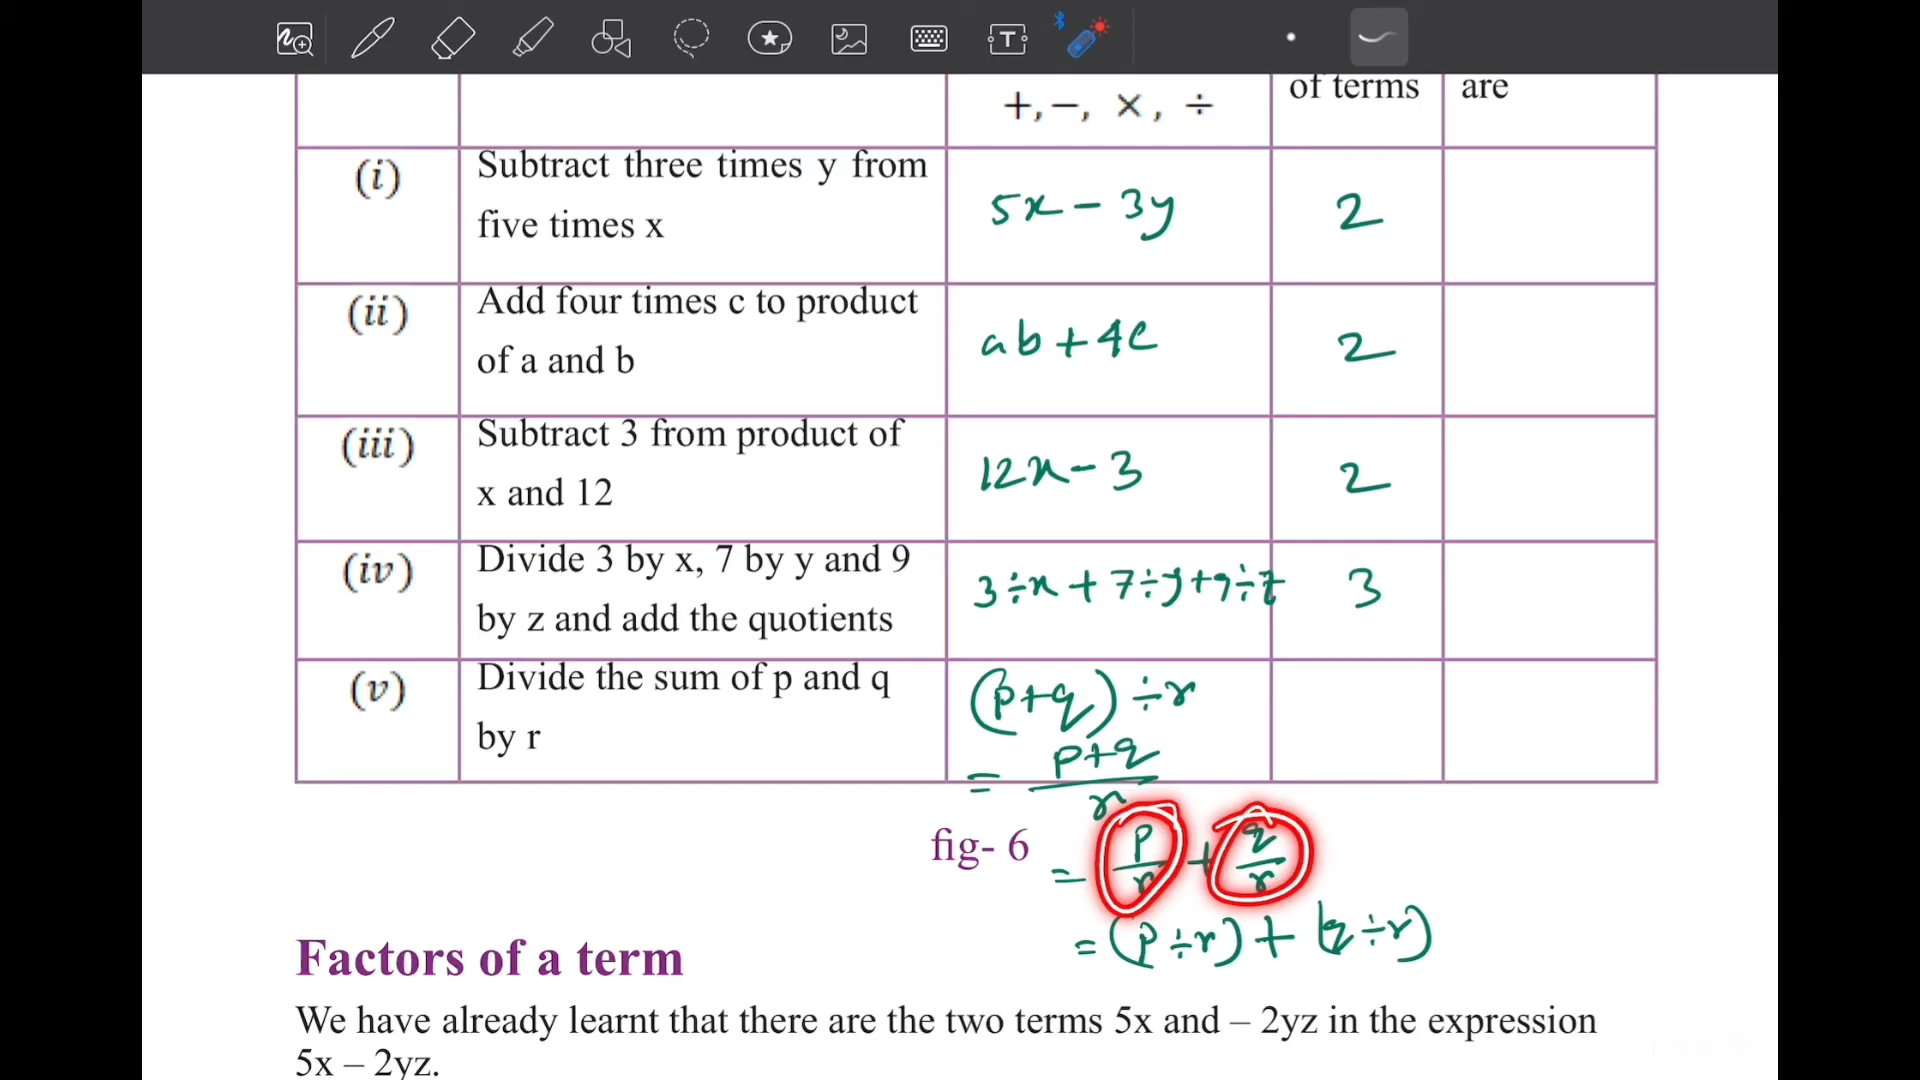 of terms
are
+, −, ×, ÷
(i)
Subtract three times y from
five times x
5x − 3y
2
(ii)
Add four times c to product
of a and b
ab + 4c
2
(iii)
Subtract 3 from product of
x and 12
12x − 3
2
(iv)
Divide 3 by x, 7 by y and 9
by z and add the quotients
3÷x + 7÷y + 9÷z
3
(v)
Divide the sum of p and q
by r
(p+q) ÷ r
= p+q
r
fig- 6
= p/r + q/r
= (p ÷ r) + (q ÷ r)
Factors of a term
We have already learnt that there are the two terms 5x and – 2yz in the expression
5x – 2yz.